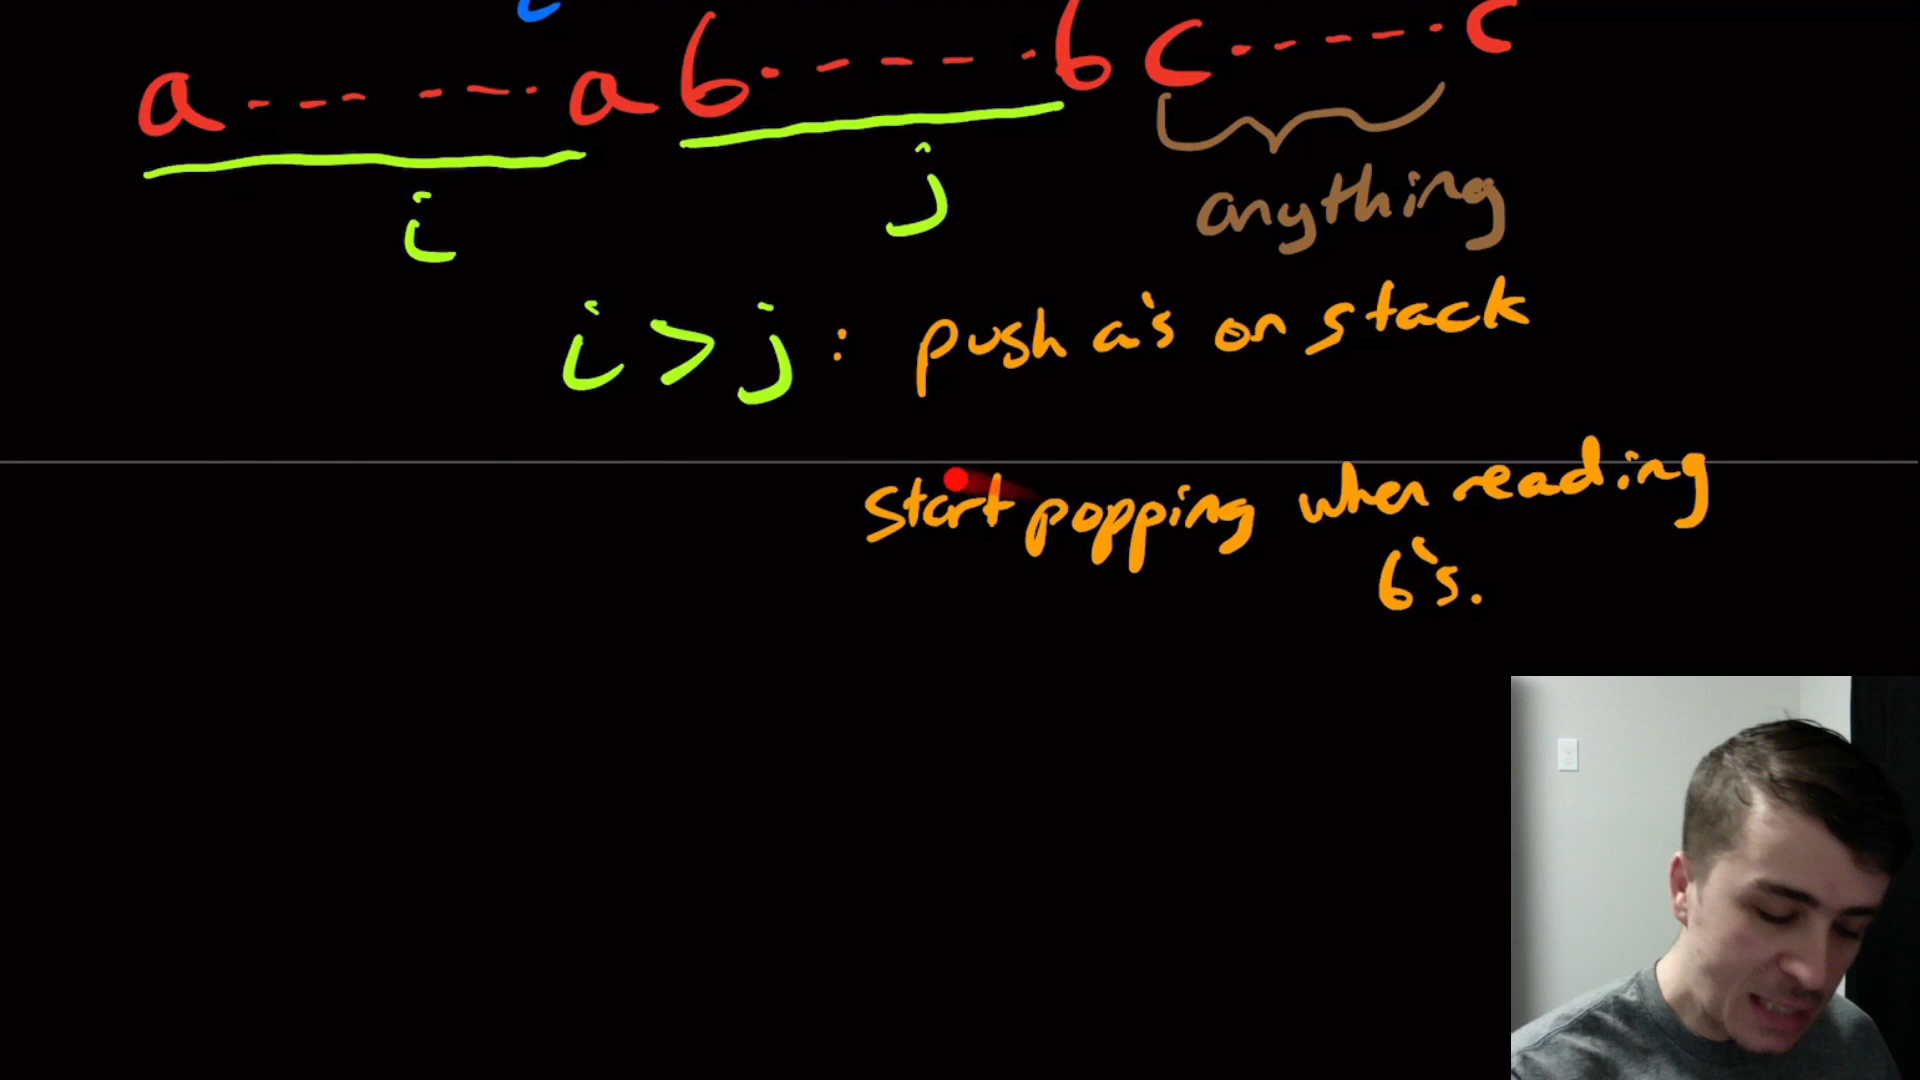 a------a b-----b c-----c
i
j
anything
i > j : push a's on stack
start popping when reading
b's.